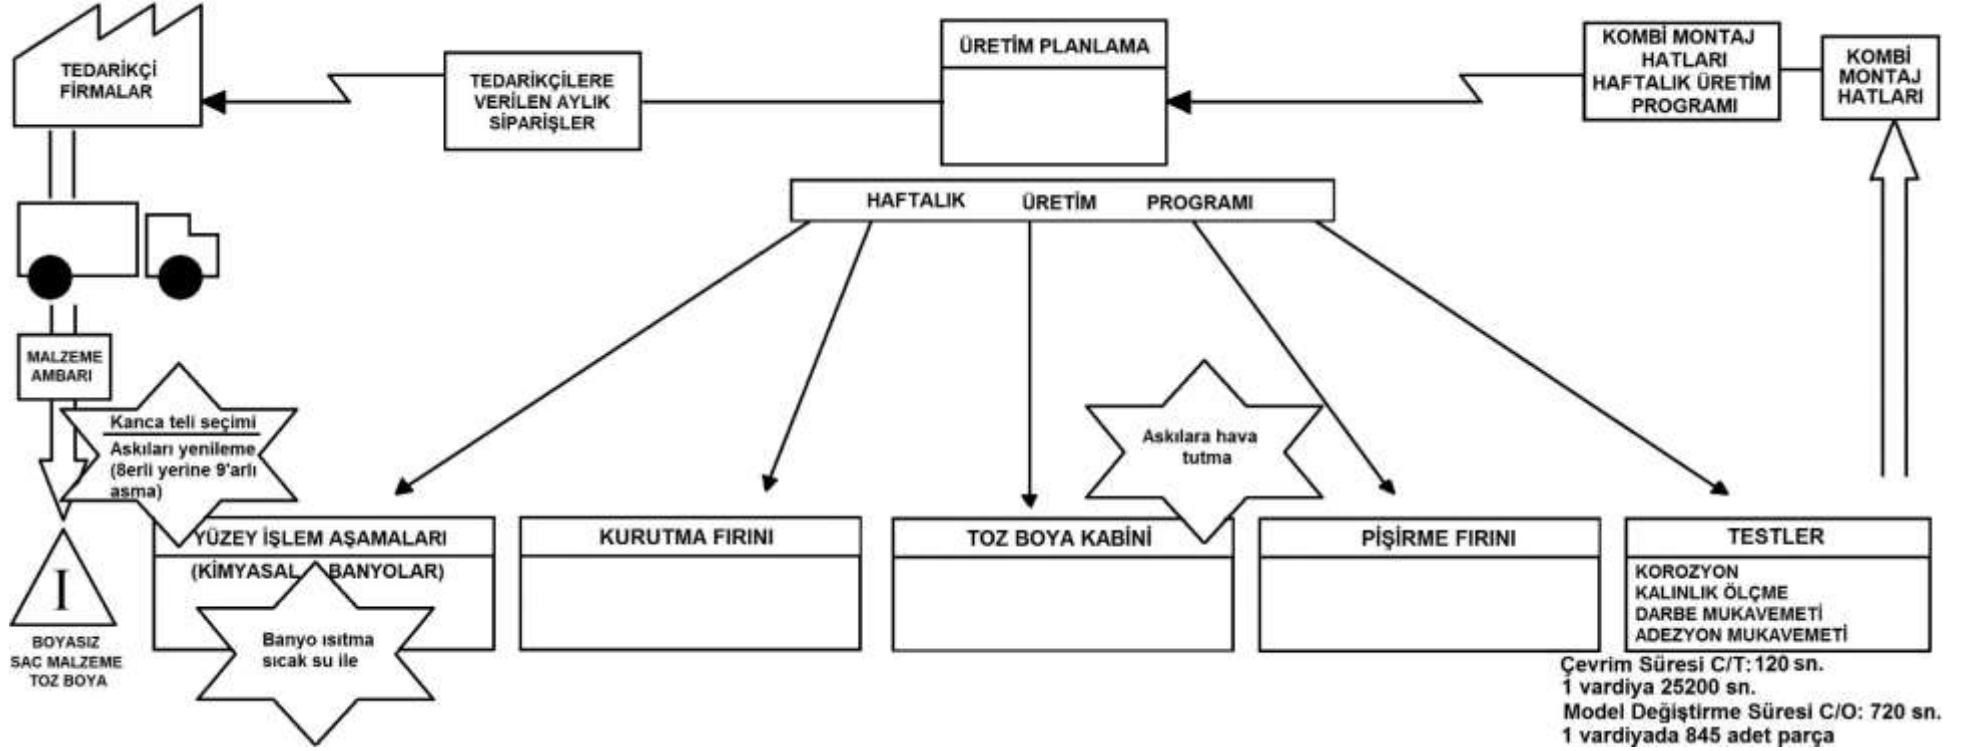 TEDARİKÇİ
FİRMALAR
TEDARİKÇİLERE
VERİLEN AYLIK
SİPARİŞLER
ÜRETİM PLANLAMA
KOMBİ MONTAJ
HATLARI
HAFTALIK ÜRETİM
PROGRAMI
KOMBİ
MONTAJ
HATLARI
HAFTALIK ÜRETİM PROGRAMI
MALZEME
AMBARI
Kanca teli seçimi
Askıları yenileme
(8erli yerine 9'arlı
asma)
Askılara hava
tutma
I
BOYASIZ
SAC MALZEME
TOZ BOYA
YÜZEY İŞLEM AŞAMALARI
(KİMYASAL BANYOLAR)
Banyo ısıtma
sıcak su ile
KURUTMA FIRINI
TOZ BOYA KABİNİ
PİŞİRME FIRINI
TESTLER
KOROZYON
KALINLIK ÖLÇME
DARBE MUKAVEMETİ
ADEZYON MUKAVEMETİ
Çevrim Süresi C/T: 120 sn.
1 vardiya 25200 sn.
Model Değiştirme Süresi C/O: 720 sn.
1 vardiyada 845 adet parça